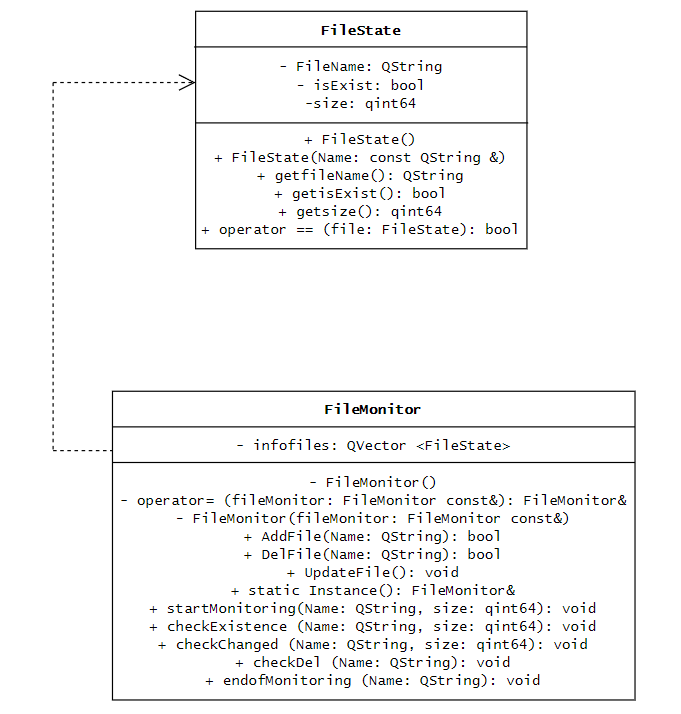 FileState
- FileName: QString
- isExist: bool
-size: qint64
+ FileState()
+ FileState(Name: const QString &)
+ getfileName(): QString
+ getisExist(): bool
+ getsize(): qint64
+ operator == (file: FileState): bool
FileMonitor
- infofiles: QVector <FileState>
- FileMonitor()
- operator= (fileMonitor: FileMonitor const&): FileMonitor&
- FileMonitor(fileMonitor: FileMonitor const&)
+ AddFile(Name: QString): bool
+ DelFile(Name: QString): bool
+ UpdateFile(): void
+ static Instance(): FileMonitor&
+ startMonitoring(Name: QString, size: qint64): void
+ checkExistence (Name: QString, size: qint64): void
+ checkChanged (Name: QString, size: qint64): void
+ checkDel (Name: QString): void
+ endofMonitoring (Name: QString): void